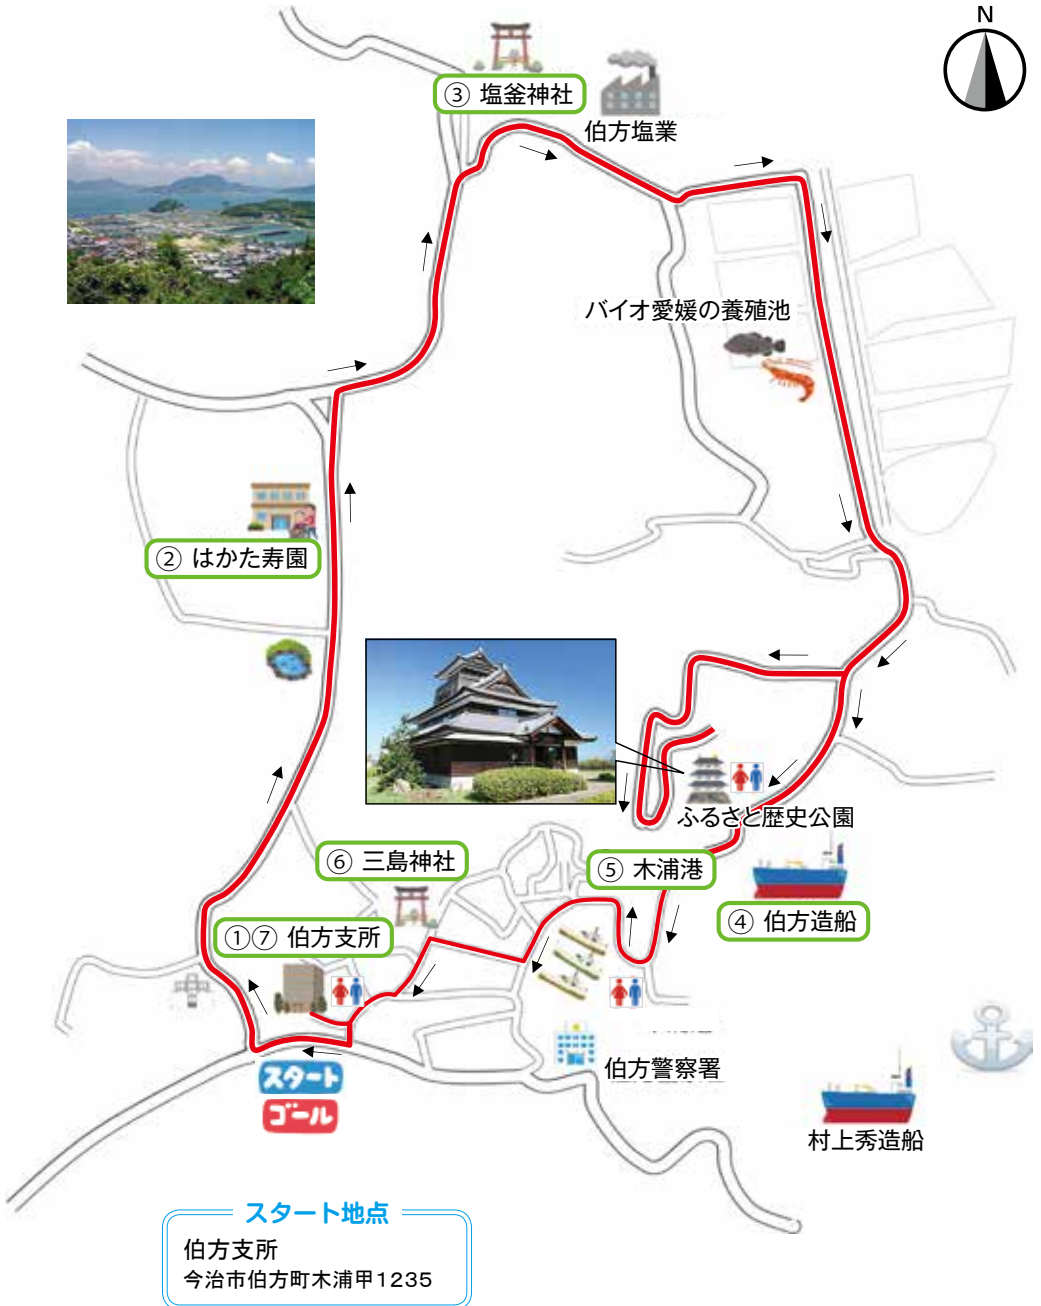 N
③ 塩釜神社
伯方塩業
バイオ愛媛の養殖池
② はかた寿園
ふるさと歴史公園
⑥ 三島神社
⑤ 木浦港
④ 伯方造船
①⑦ 伯方支所
伯方警察署
スタート
ゴール
村上秀造船
スタート地点
伯方支所
今治市伯方町木浦甲1235